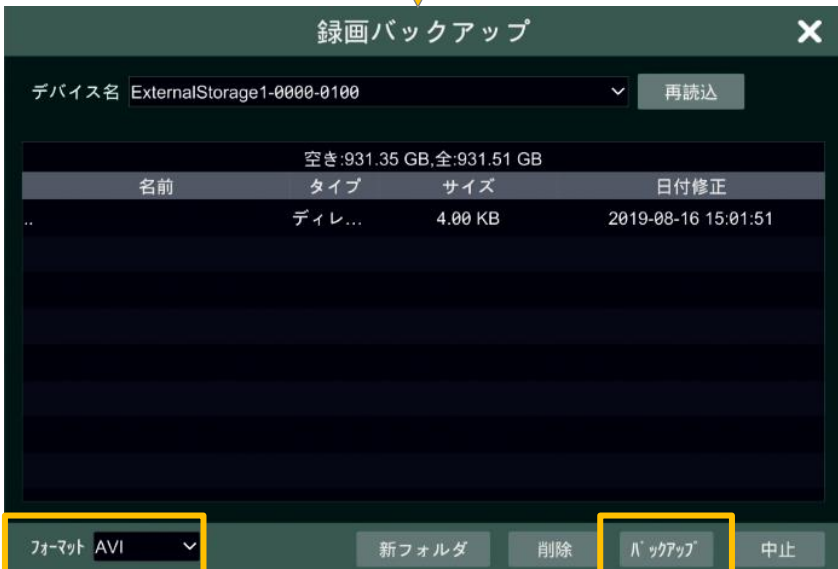 録画バックアップ
デバイス名 ExternalStorage1-0000-0100 再読込
空き:931.35 GB,全:931.51 GB
名前 タイプ サイズ 日付修正
.. ディレ... 4.00 KB 2019-08-16 15:01:51
ﾌｫｰﾏｯﾄ AVI 新フォルダ 削除 ﾊﾞｯｸｱｯﾌﾟ 中止